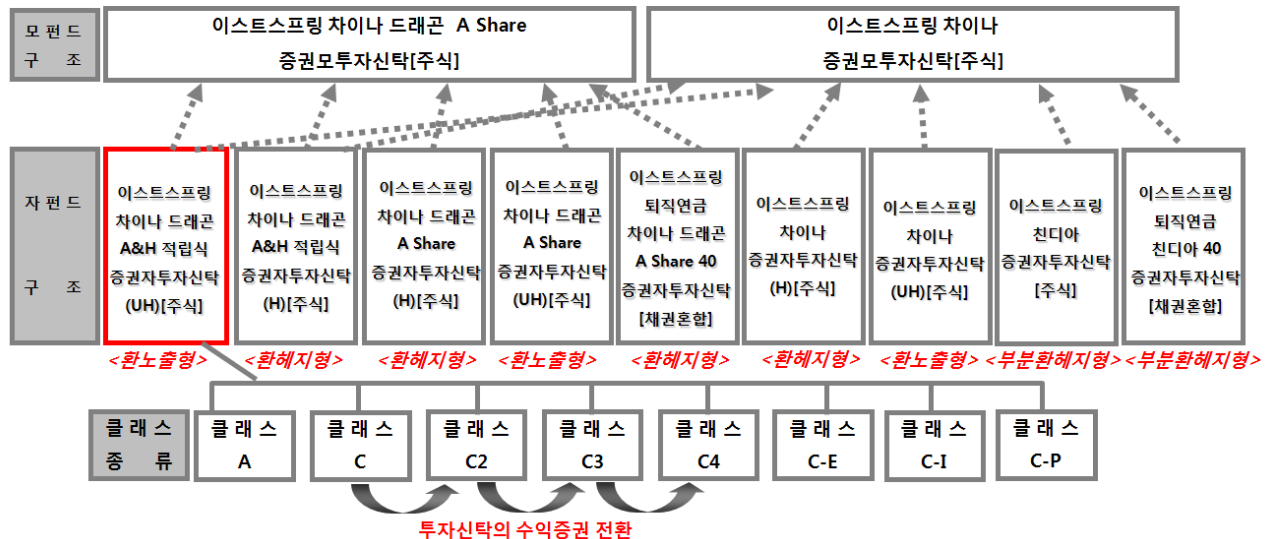 모 펀 드
구 조
이스트스프링 차이나 드래곤 A Share
증권모투자신탁[주식]
이스트스프링 차이나
증권모투자신탁[주식]
자 펀 드
구 조
이스트스프링
차이나 드래곤
A&H 적립식
증권자투자신탁
(UH)[주식]
이스트스프링
차이나 드래곤
A&H 적립식
증권자투자신탁
(H)[주식]
이스트스프링
차이나 드래곤
A Share
증권자투자신탁
(H)[주식]
이스트스프링
차이나 드래곤
A Share
증권자투자신탁
(UH)[주식]
이스트스프링
퇴직연금
차이나 드래곤
A Share 40
증권자투자신탁
[채권혼합]
이스트스프링
차이나
증권자투자신탁
(H)[주식]
이스트스프링
차이나
증권자투자신탁
(UH)[주식]
이스트스프링
친디아
증권자투자신탁
[주식]
이스트스프링
퇴직연금
친디아 40
증권자투자신탁
[채권혼합]
<환노출형>
<환헤지형>
<환헤지형>
<환노출형>
<환헤지형>
<환헤지형>
<환노출형>
<부분환헤지형>
<부분환헤지형>
클 래 스
종 류
클 래 스
A
클 래 스
C
클 래 스
C2
클 래 스
C3
클 래 스
C4
클 래 스
C-E
클 래 스
C-I
클 래 스
C-P
투자신탁의 수익증권 전환